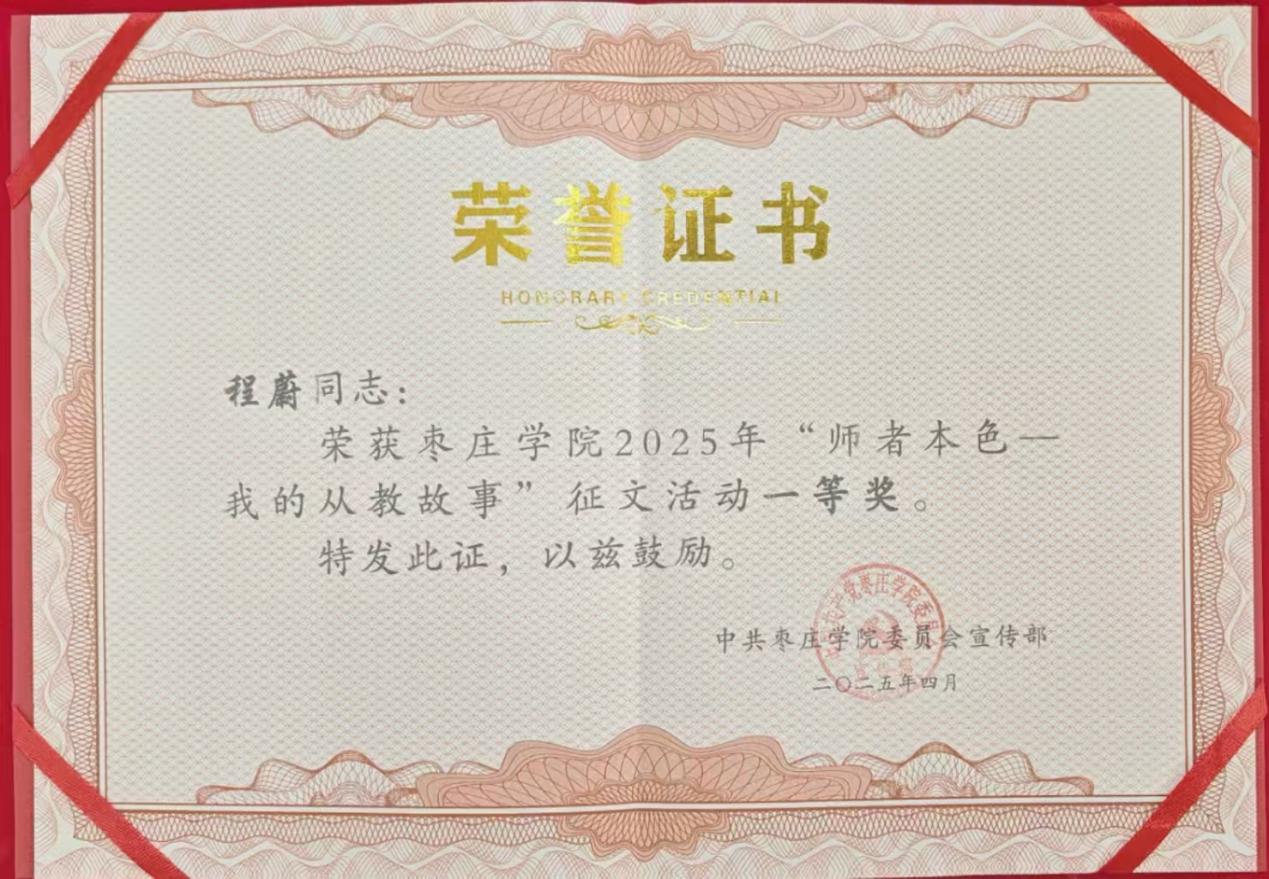 荣誉证书
HONORARY CREDENTIAL
程蔚同志：
荣获枣庄学院2025年“师者本色—
我的从教故事”征文活动一等奖。
特发此证，以兹鼓励。
中共枣庄学院委员会宣传部
二〇二五年四月